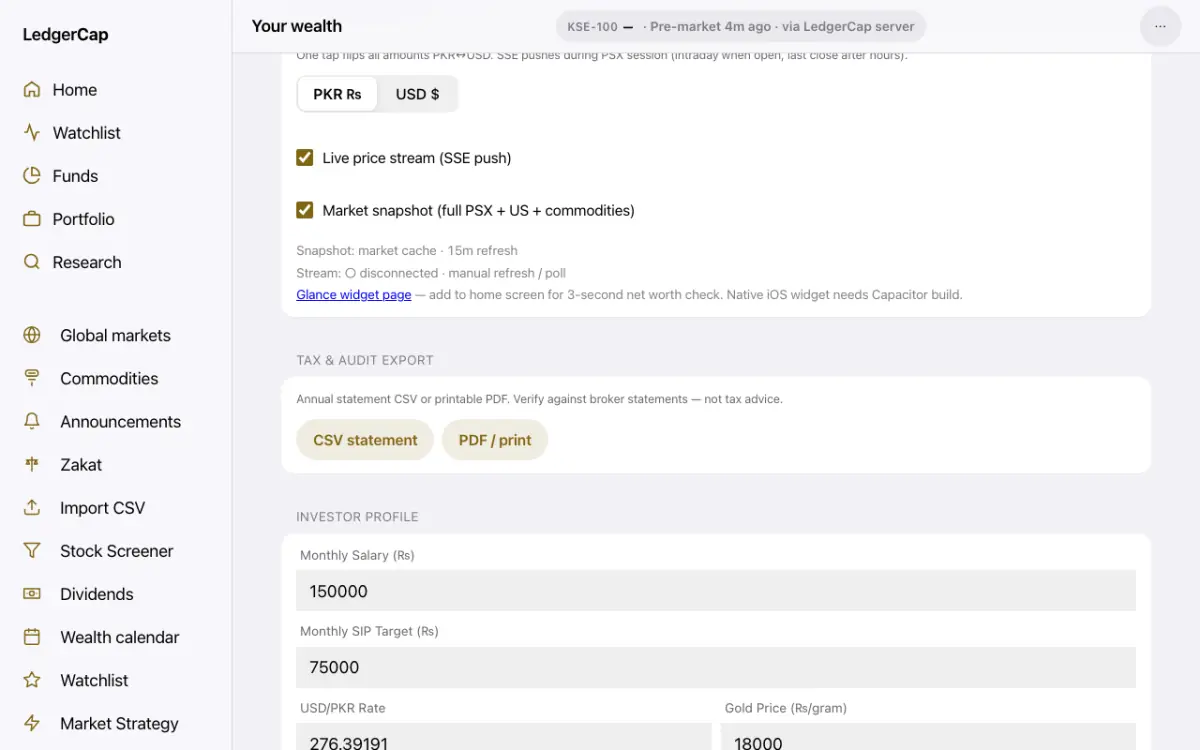 LedgerCap
Home
Watchlist
Funds
Portfolio
Research
Global markets
Commodities
Announcements
Zakat
Import CSV
Stock Screener
Dividends
Wealth calendar
Watchlist
Market Strategy
Your wealth
KSE-100 — · Pre-market 4m ago · via LedgerCap server
...
One tap flips all amounts PKR↔USD. SSE pushes during PSX session (intraday when open, last close after hours).
PKR Rs
USD $
Live price stream (SSE push)
Market snapshot (full PSX + US + commodities)
Snapshot: market cache · 15m refresh
Stream: ○ disconnected · manual refresh / poll
Glance widget page — add to home screen for 3-second net worth check. Native iOS widget needs Capacitor build.
TAX & AUDIT EXPORT
Annual statement CSV or printable PDF. Verify against broker statements — not tax advice.
CSV statement
PDF / print
INVESTOR PROFILE
Monthly Salary (Rs)
150000
Monthly SIP Target (Rs)
75000
USD/PKR Rate
Gold Price (Rs/gram)
276.39191
18000